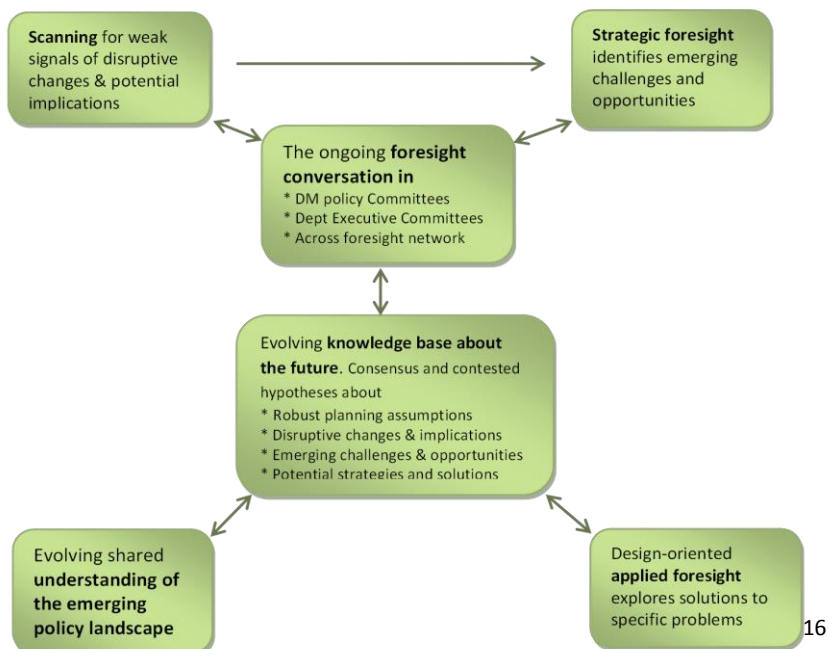 Scanning for weak
signals of disruptive
changes & potential
implications
Strategic foresight
identifies emerging
challenges and
opportunities
The ongoing foresight
conversation in
* DM policy Committees
* Dept Executive Committees
* Across foresight network
Evolving knowledge base about
the future. Consensus and contested
hypotheses about
* Robust planning assumptions
* Disruptive changes & implications
* Emerging challenges & opportunities
* Potential strategies and solutions
Evolving shared
understanding of
the emerging
policy landscape
Design-oriented
applied foresight
explores solutions to
specific problems
16